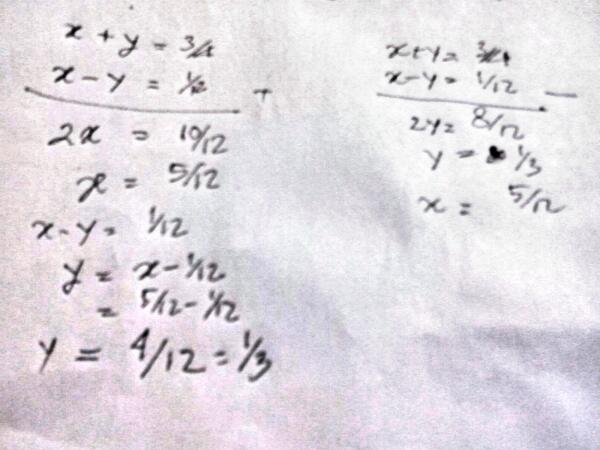 x + y = 3/4
x - y = 1/12 +
2x = 10/12
x = 5/12
x - y = 1/12
y = x - 1/12
= 5/12 - 1/12
y = 4/12 = 1/3
x + y = 3/4
x - y = 1/12 -
2y = 8/12
y = 1/3
x = 5/12